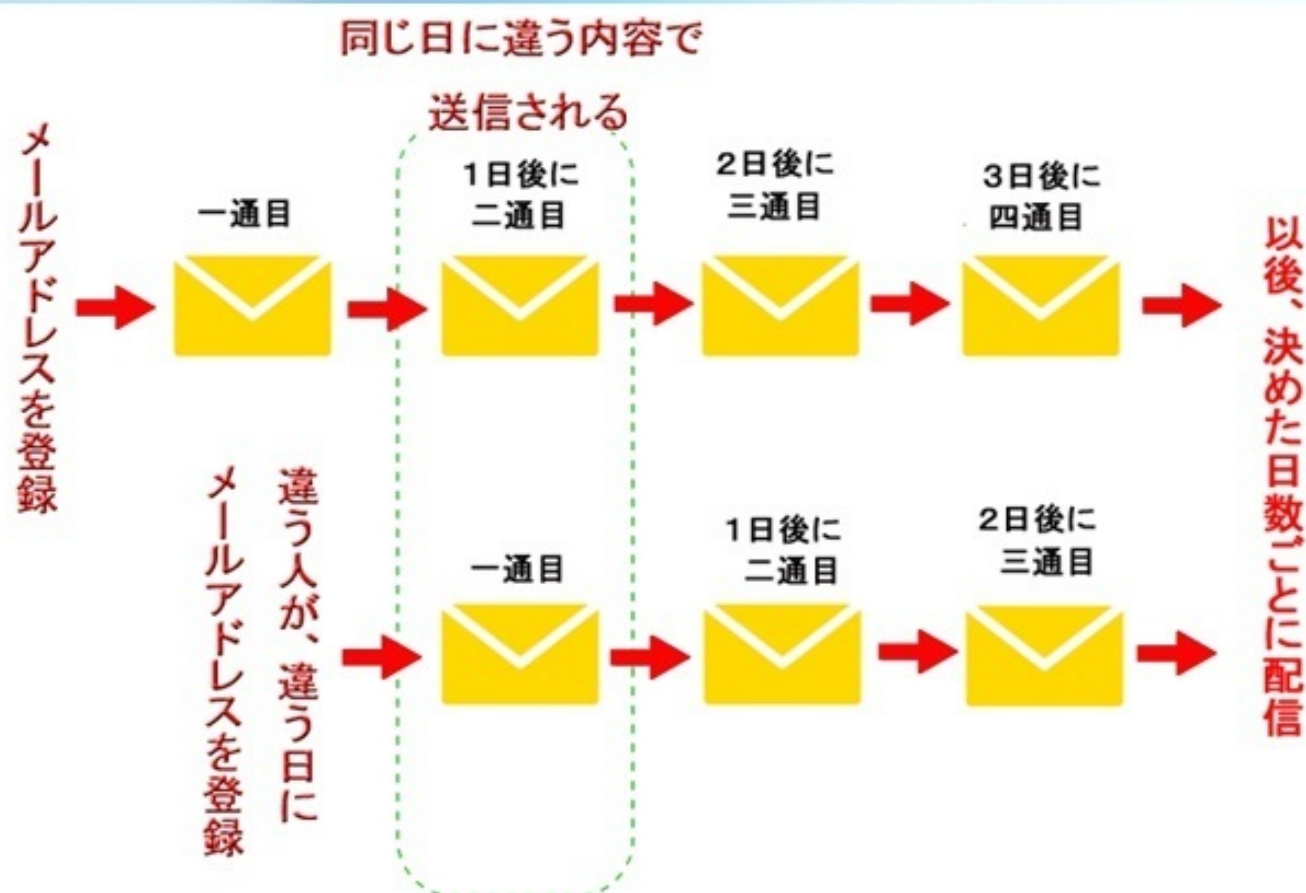 同じ日に違う内容で
送信される
メールアドレスを登録
一通目
1日後に
二通目
2日後に
三通目
3日後に
四通目
以後、決めた日数ごとに配信
違う人が、違う日に
メールアドレスを登録
一通目
1日後に
二通目
2日後に
三通目